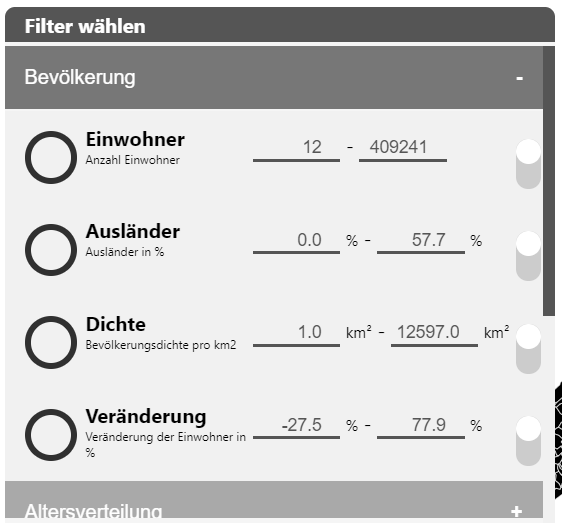 Filter wählen
Bevölkerung -
Einwohner
Anzahl Einwohner
12 - 409241
Ausländer
Ausländer in %
0.0 % - 57.7 %
Dichte
Bevölkerungsdichte pro km2
1.0 km² - 12597.0 km²
Veränderung
Veränderung der Einwohner in
%
-27.5 % - 77.9 %
Altersverteilung +